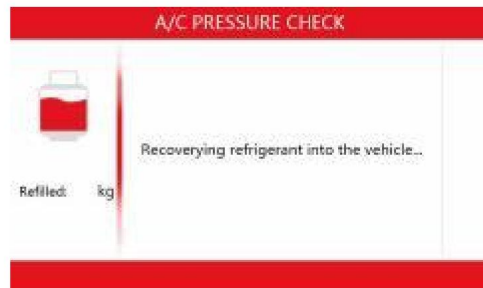 A/C PRESSURE CHECK
Recoverying refrigerant into the vehicle...
Refilled: kg